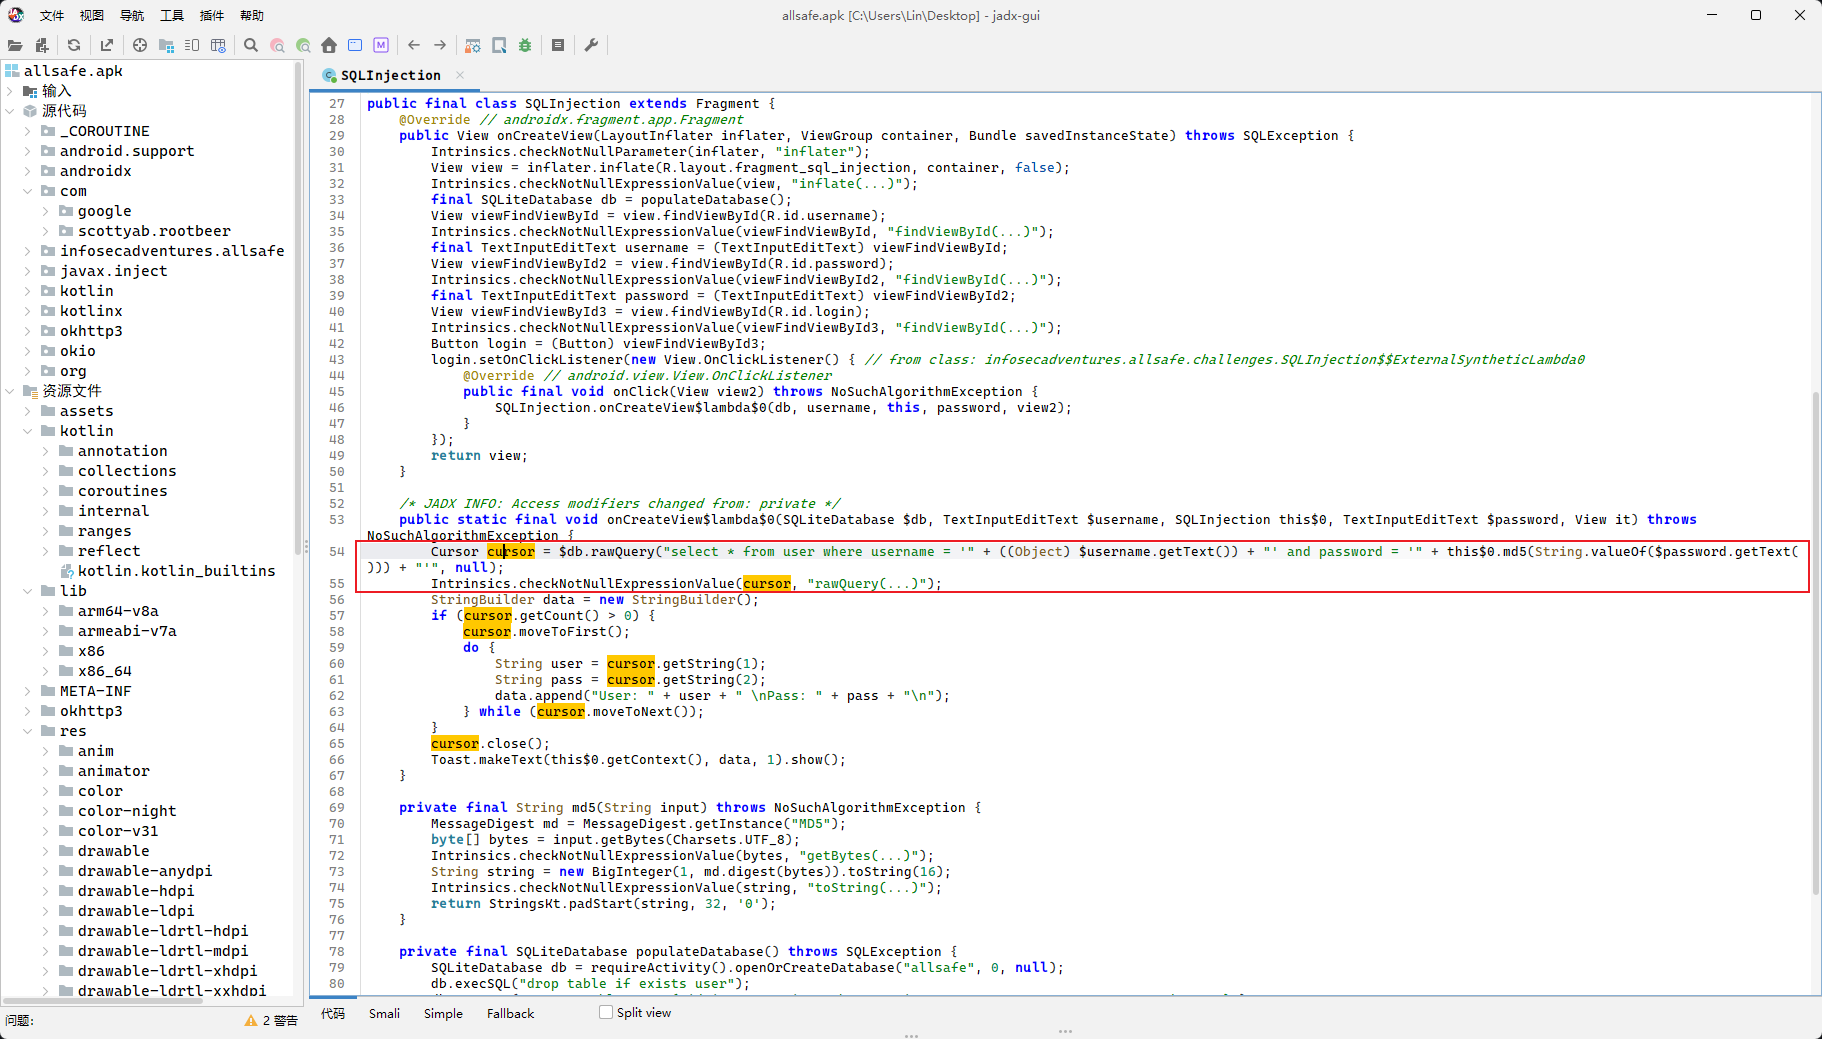 文件 视图 导航 工具 插件 帮助
allsafe.apk [C:\Users\Lin\Desktop] - jadx-gui
allsafe.apk
输入
源代码
_COROUTINE
android.support
androidx
com
google
scottyab.rootbeer
infosecadventures.allsafe
javax.inject
kotlin
kotlinx
okhttp3
okio
org
资源文件
assets
kotlin
annotation
collections
coroutines
internal
ranges
reflect
kotlin.kotlin_builtins
lib
arm64-v8a
armeabi-v7a
x86
x86_64
META-INF
okhttp3
res
anim
animator
color
color-night
color-v31
drawable
drawable-anydpi
drawable-hdpi
drawable-ldpi
drawable-ldrtl-hdpi
drawable-ldrtl-mdpi
drawable-ldrtl-xhdpi
drawable-ldrtl-xxhdpi
问题: 2 警告
SQLInjection
27 public final class SQLInjection extends Fragment {
28 @Override // androidx.fragment.app.Fragment
29 public View onCreateView(LayoutInflater inflater, ViewGroup container, Bundle savedInstanceState) throws SQLException {
30 Intrinsics.checkNotNullParameter(inflater, "inflater");
31 View view = inflater.inflate(R.layout.fragment_sql_injection, container, false);
32 Intrinsics.checkNotNullExpressionValue(view, "inflate(...)");
33 final SQLiteDatabase db = populateDatabase();
34 View viewFindViewById = view.findViewById(R.id.username);
35 Intrinsics.checkNotNullExpressionValue(viewFindViewById, "findViewById(...)");
36 final TextInputEditText username = (TextInputEditText) viewFindViewById;
37 View viewFindViewById2 = view.findViewById(R.id.password);
38 Intrinsics.checkNotNullExpressionValue(viewFindViewById2, "findViewById(...)");
39 final TextInputEditText password = (TextInputEditText) viewFindViewById2;
40 View viewFindViewById3 = view.findViewById(R.id.login);
41 Intrinsics.checkNotNullExpressionValue(viewFindViewById3, "findViewById(...)");
42 Button login = (Button) viewFindViewById3;
43 login.setOnClickListener(new View.OnClickListener() { // from class: infosecadventures.allsafe.challenges.SQLInjection$$ExternalSyntheticLambda0
44 @Override // android.view.View.OnClickListener
45 public final void onClick(View view2) throws NoSuchAlgorithmException {
46 SQLInjection.onCreateView$lambda$0(db, username, this, password, view2);
47 }
48 });
49 return view;
50 }
51
52 /* JADX INFO: Access modifiers changed from: private */
53 public static final void onCreateView$lambda$0(SQLiteDatabase $db, TextInputEditText $username, SQLInjection this$0, TextInputEditText $password, View it) throws
NoSuchAlgorithmException {
54 Cursor cursor = $db.rawQuery("select * from user where username = '" + ((Object) $username.getText()) + "' and password = '" + this$0.md5(String.valueOf($password.getText(
))) + "'", null);
55 Intrinsics.checkNotNullExpressionValue(cursor, "rawQuery(...)");
56 StringBuilder data = new StringBuilder();
57 if (cursor.getCount() > 0) {
58 cursor.moveToFirst();
59 do {
60 String user = cursor.getString(1);
61 String pass = cursor.getString(2);
62 data.append("User: " + user + " \nPass: " + pass + "\n");
63 } while (cursor.moveToNext());
64 }
65 cursor.close();
66 Toast.makeText(this$0.getContext(), data, 1).show();
67 }
68
69 private final String md5(String input) throws NoSuchAlgorithmException {
70 MessageDigest md = MessageDigest.getInstance("MD5");
71 byte[] bytes = input.getBytes(Charsets.UTF_8);
72 Intrinsics.checkNotNullExpressionValue(bytes, "getBytes(...)");
73 String string = new BigInteger(1, md.digest(bytes)).toString(16);
74 Intrinsics.checkNotNullExpressionValue(string, "toString(...)");
75 return StringsKt.padStart(string, 32, '0');
76 }
77
78 private final SQLiteDatabase populateDatabase() throws SQLException {
79 SQLiteDatabase db = requireActivity().openOrCreateDatabase("allsafe", 0, null);
80 db.execSQL("drop table if exists user");
代码 Smali Simple Fallback Split view